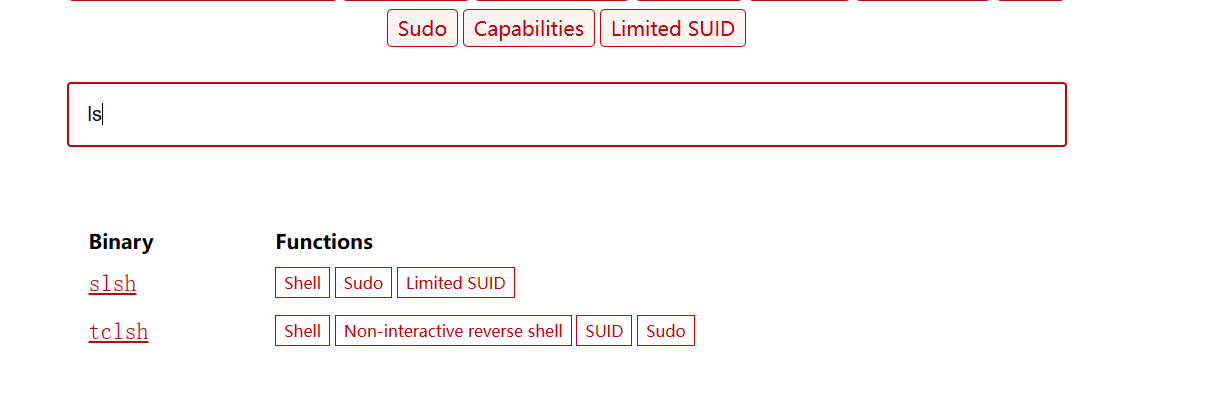 Sudo Capabilities Limited SUID
ls
Binary Functions
slsh Shell Sudo Limited SUID
tclsh Shell Non-interactive reverse shell SUID Sudo